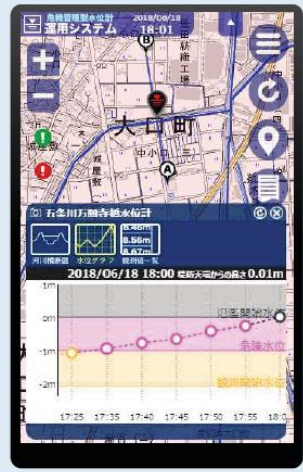 危機管理型水位計
運用システム
2018/06/18
18:01
B
大口町
中小口
A
五条川万願寺橋水位計
河川横断図
水位グラフ
8.46m
8.56m
8.67m
観測値一覧
2018/06/18 18:00 堤防天端からの高さ 0.01m
1m
氾濫開始水位
0m
危険水位
-1m
観測開始水位
-2m
17:25 17:35 17:40 17:45 17:50 17:55 18:0